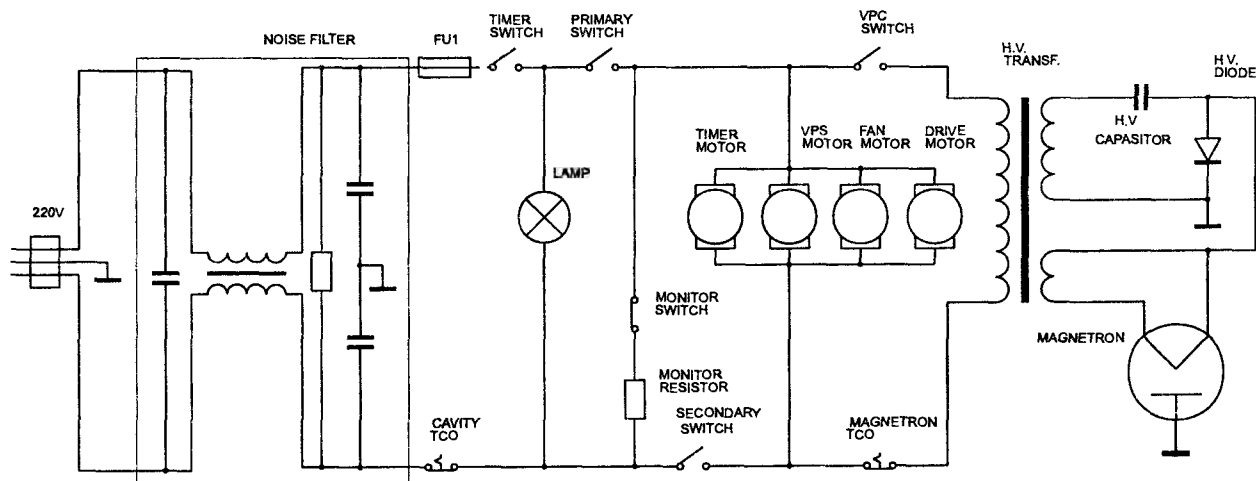 NOISE FILTER
FU1
TIMER
SWITCH
PRIMARY
SWITCH
VPC
SWITCH
H.V.
TRANSF.
H.V.
DIODE
H.V
CAPASITOR
TIMER
MOTOR
VPS
MOTOR
FAN
MOTOR
DRIVE
MOTOR
LAMP
220V
MONITOR
SWITCH
MONITOR
RESISTOR
MAGNETRON
CAVITY
TCO
SECONDARY
SWITCH
MAGNETRON
TCO